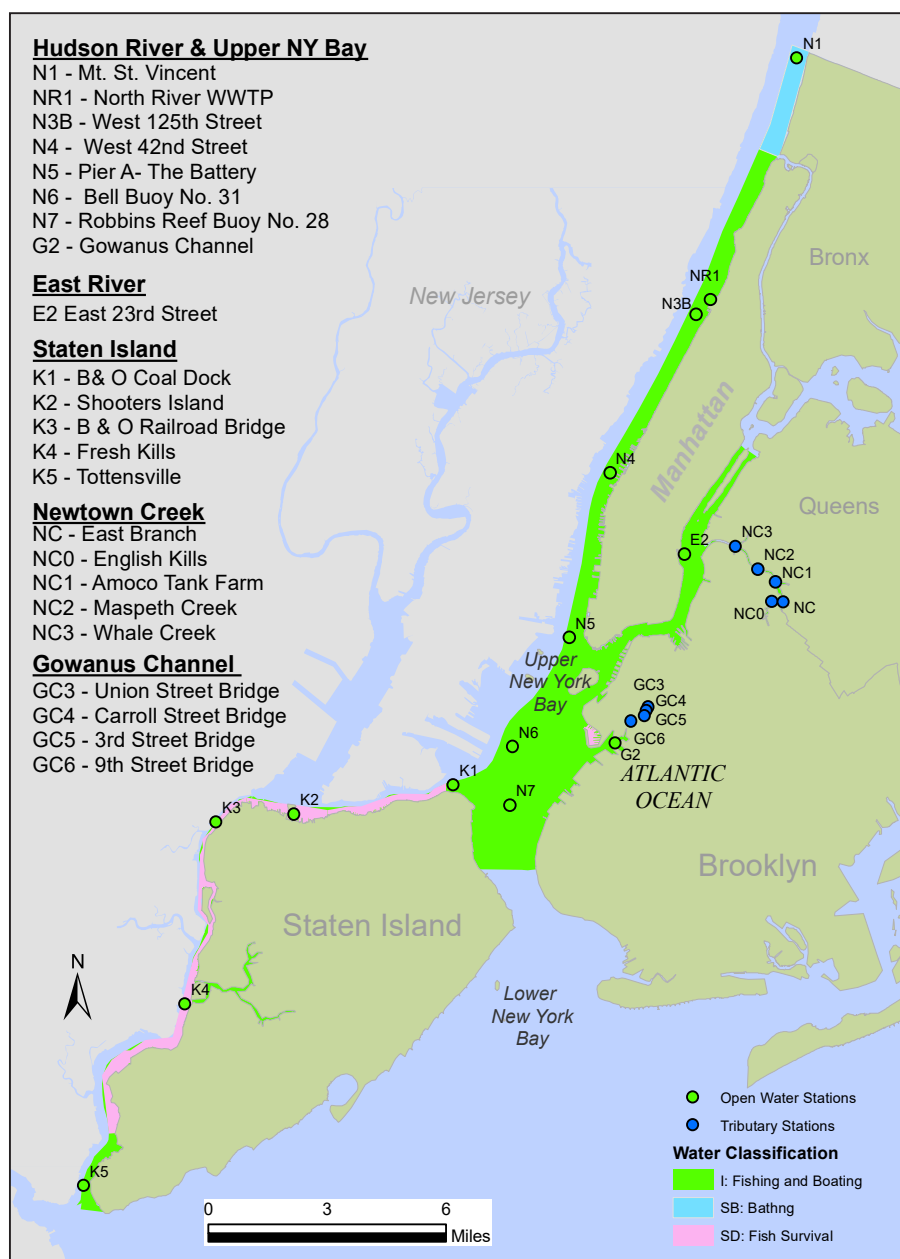 Hudson River & Upper NY Bay
N1 - Mt. St. Vincent
NR1 - North River WWTP
N3B - West 125th Street
N4 - West 42nd Street
N5 - Pier A- The Battery
N6 - Bell Buoy No. 31
N7 - Robbins Reef Buoy No. 28
G2 - Gowanus Channel
East River
E2 East 23rd Street
Staten Island
K1 - B& O Coal Dock
K2 - Shooters Island
K3 - B & O Railroad Bridge
K4 - Fresh Kills
K5 - Tottensville
Newtown Creek
NC - East Branch
NC0 - English Kills
NC1 - Amoco Tank Farm
NC2 - Maspeth Creek
NC3 - Whale Creek
Gowanus Channel
GC3 - Union Street Bridge
GC4 - Carroll Street Bridge
GC5 - 3rd Street Bridge
GC6 - 9th Street Bridge
N1
Bronx
New Jersey
NR1
N3B
Manhattan
N4
Queens
E2
NC3
NC2
NC1
NC0
NC
N5
Upper
New York
Bay
GC3
GC4
GC5
GC6
G2
N6
ATLANTIC
OCEAN
K1
N7
K2
K3
Brooklyn
Staten Island
N
K4
Lower
New York
Bay
K5
0
3
6
Miles
Open Water Stations
Tributary Stations
Water Classification
I: Fishing and Boating
SB: Bathng
SD: Fish Survival